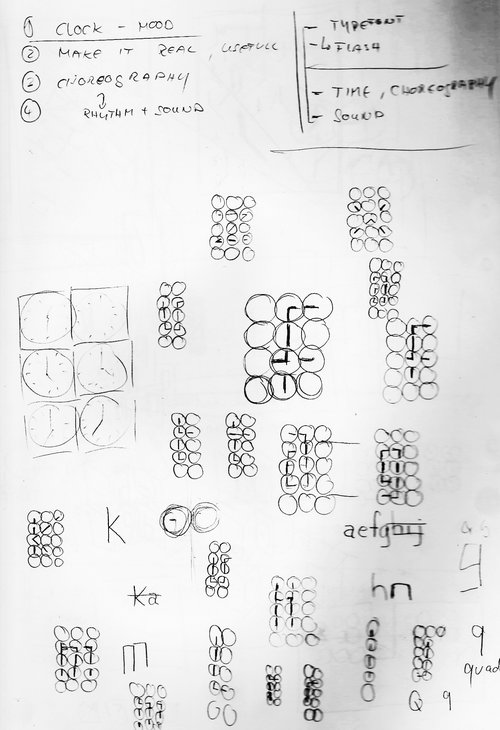 1 CLOCK - MOOD
2 MAKE IT REAL, USEFULL
3 CHOREOGRAPHY
4 RHYTHM + SOUND
TYPEFONT
FLASH
TIME, CHOREOGRAPHY
SOUND
k
aefghij
g
ka
hn
m
q
quad
Q q